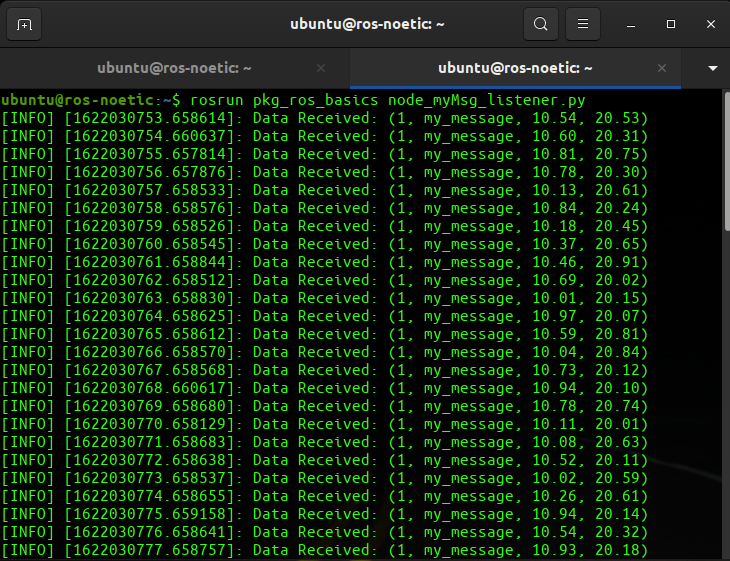 ubuntu@ros-noetic: ~
ubuntu@ros-noetic: ~
ubuntu@ros-noetic: ~
ubuntu@ros-noetic:~$ rosrun pkg_ros_basics node_myMsg_listener.py
[INFO] [1622030753.658614]: Data Received: (1, my_message, 10.54, 20.53)
[INFO] [1622030754.660637]: Data Received: (1, my_message, 10.60, 20.31)
[INFO] [1622030755.657814]: Data Received: (1, my_message, 10.81, 20.75)
[INFO] [1622030756.657876]: Data Received: (1, my_message, 10.78, 20.30)
[INFO] [1622030757.658533]: Data Received: (1, my_message, 10.13, 20.61)
[INFO] [1622030758.658576]: Data Received: (1, my_message, 10.84, 20.24)
[INFO] [1622030759.658526]: Data Received: (1, my_message, 10.18, 20.45)
[INFO] [1622030760.658545]: Data Received: (1, my_message, 10.37, 20.65)
[INFO] [1622030761.658844]: Data Received: (1, my_message, 10.46, 20.91)
[INFO] [1622030762.658512]: Data Received: (1, my_message, 10.69, 20.02)
[INFO] [1622030763.658830]: Data Received: (1, my_message, 10.01, 20.15)
[INFO] [1622030764.658625]: Data Received: (1, my_message, 10.97, 20.07)
[INFO] [1622030765.658612]: Data Received: (1, my_message, 10.59, 20.81)
[INFO] [1622030766.658570]: Data Received: (1, my_message, 10.04, 20.84)
[INFO] [1622030767.658568]: Data Received: (1, my_message, 10.73, 20.12)
[INFO] [1622030768.660617]: Data Received: (1, my_message, 10.94, 20.10)
[INFO] [1622030769.658680]: Data Received: (1, my_message, 10.78, 20.74)
[INFO] [1622030770.658129]: Data Received: (1, my_message, 10.11, 20.01)
[INFO] [1622030771.658683]: Data Received: (1, my_message, 10.08, 20.63)
[INFO] [1622030772.658638]: Data Received: (1, my_message, 10.52, 20.11)
[INFO] [1622030773.658537]: Data Received: (1, my_message, 10.02, 20.59)
[INFO] [1622030774.658655]: Data Received: (1, my_message, 10.26, 20.61)
[INFO] [1622030775.659158]: Data Received: (1, my_message, 10.94, 20.14)
[INFO] [1622030776.658641]: Data Received: (1, my_message, 10.54, 20.32)
[INFO] [1622030777.658757]: Data Received: (1, my_message, 10.93, 20.18)